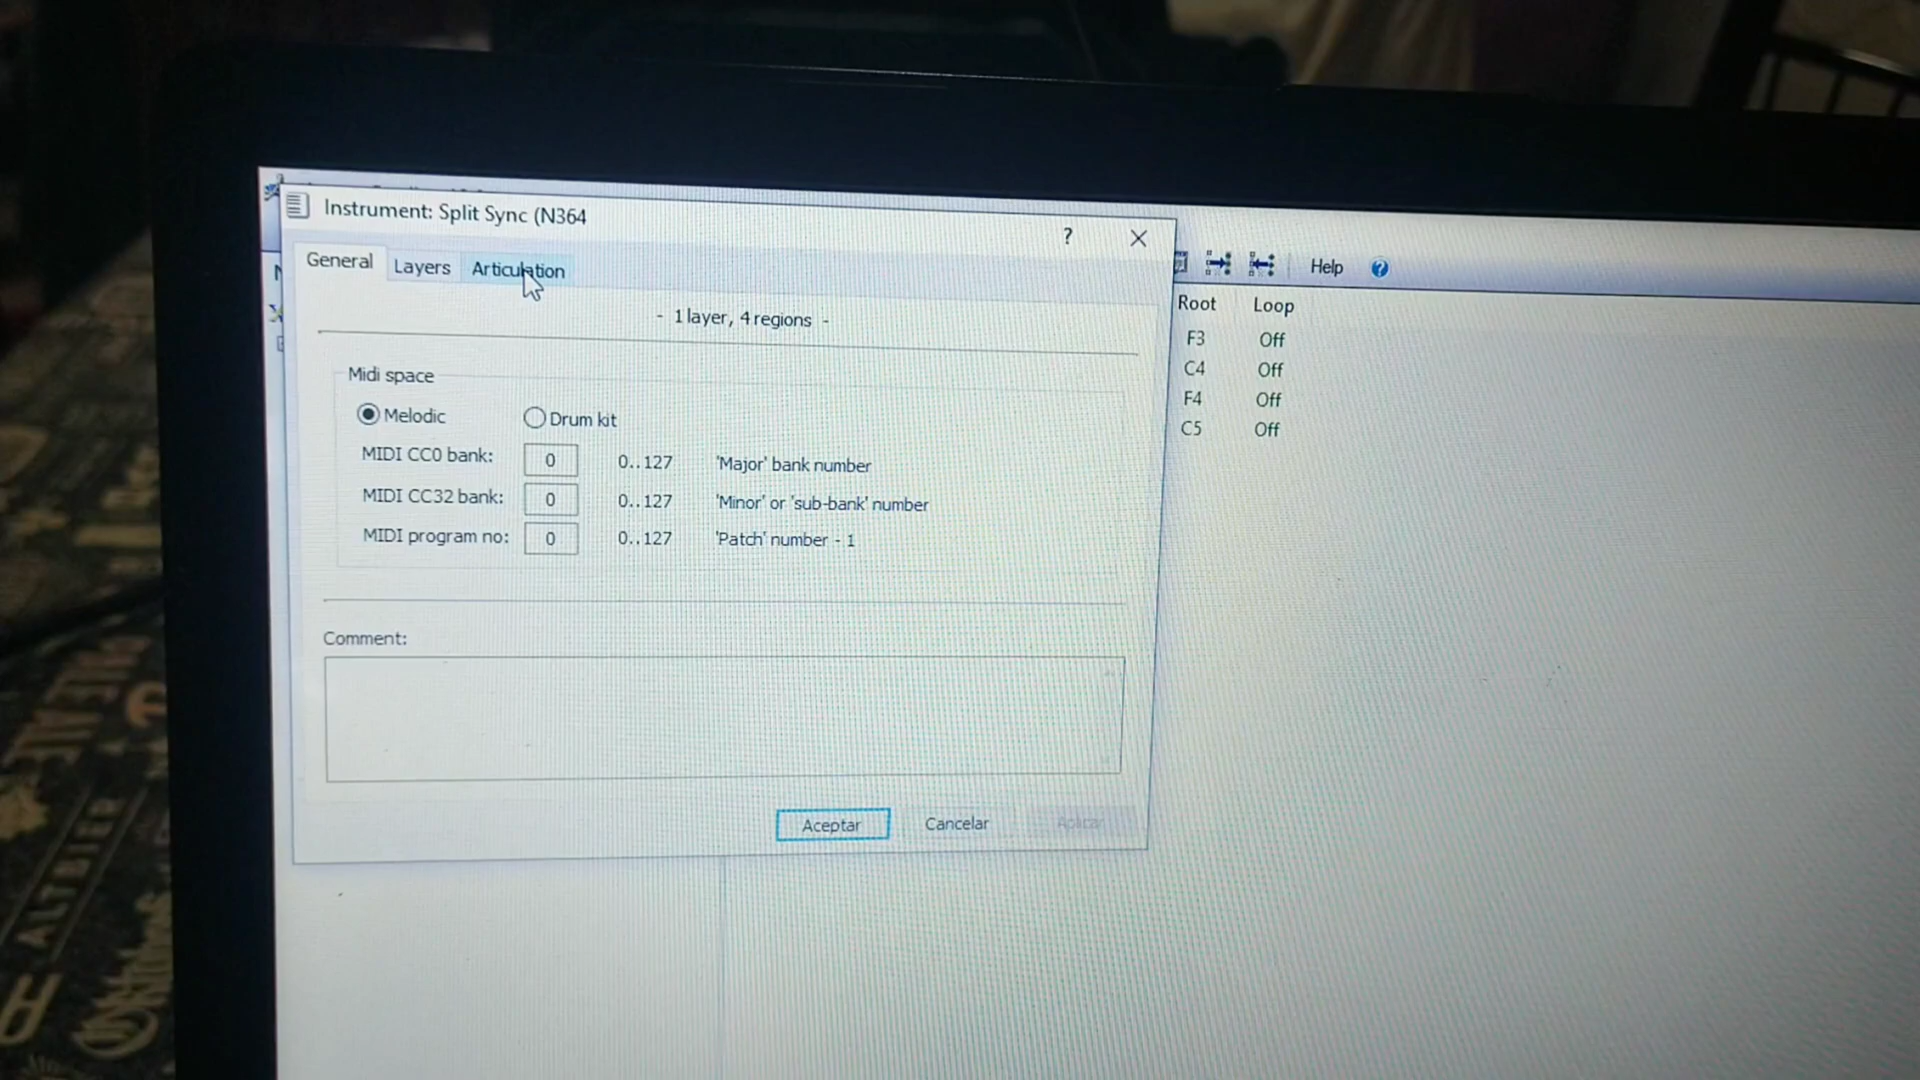 Instrument: Split Sync (N364
?
General Layers Articulation
- 1 layer, 4 regions -
Midi space
Melodic Drum kit
MIDI CC0 bank: 0 0..127 'Major' bank number
MIDI CC32 bank: 0 0..127 'Minor' or 'sub-bank' number
MIDI program no: 0 0..127 'Patch' number - 1
Comment:
Aceptar Cancelar Aplicar
Help ?
Root Loop
F3 Off
C4 Off
F4 Off
C5 Off
ALTBIER